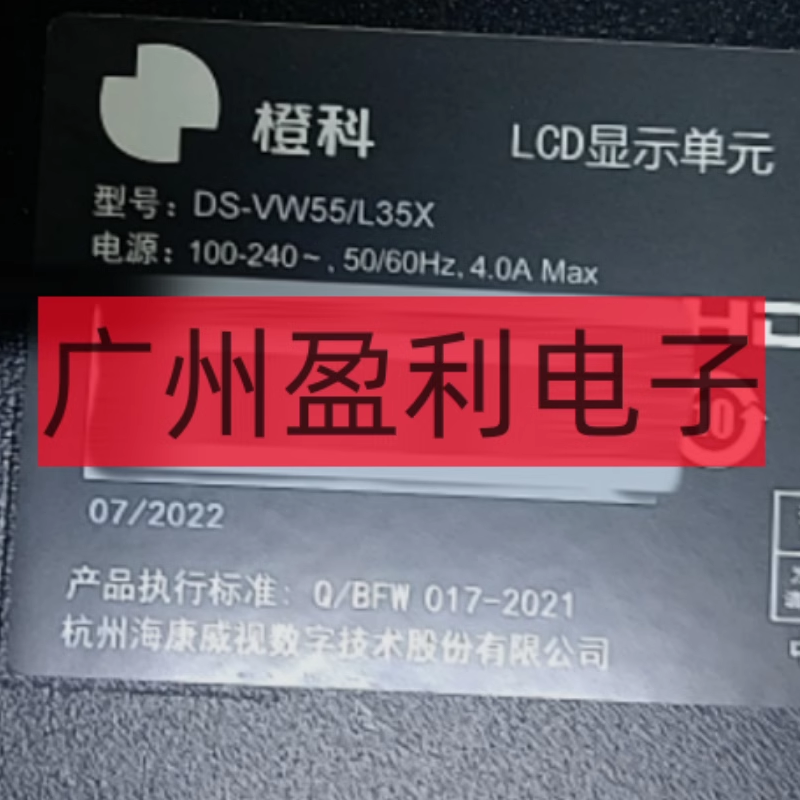 橙科
LCD显示单元
型号：DS-VW55/L35X
电源：100-240~, 50/60Hz, 4.0A Max
广州盈利电子
10
07/2022
产品执行标准：Q/BFW 017-2021
杭州海康威视数字技术股份有限公司